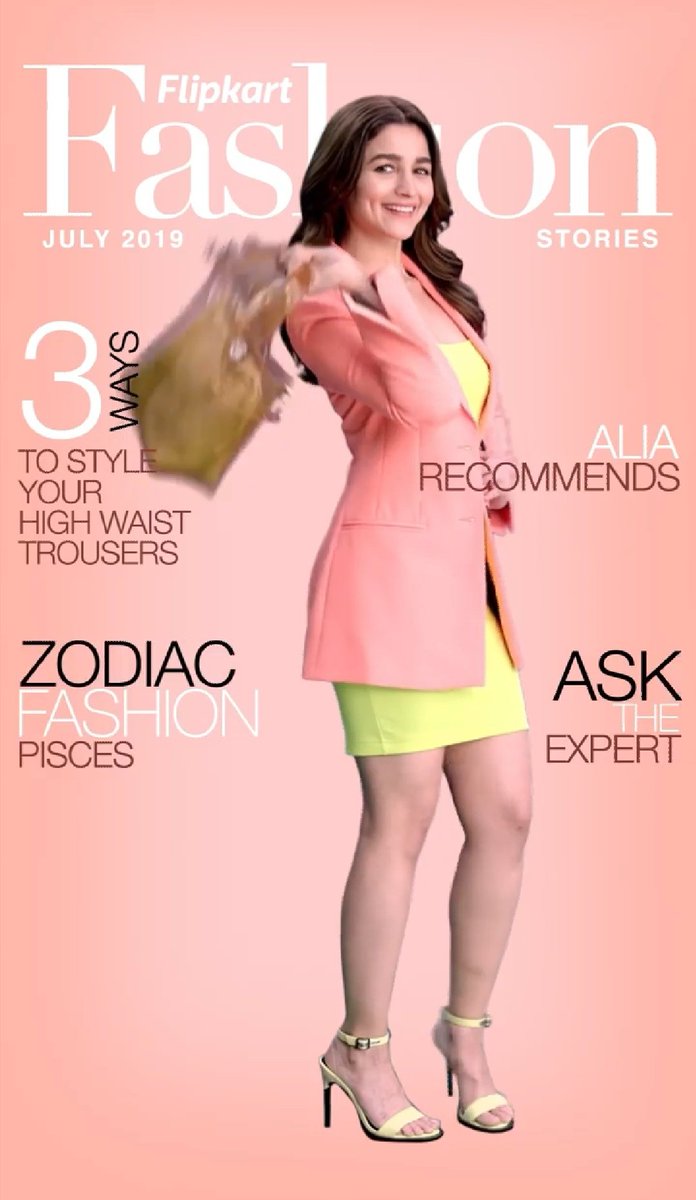 Flipkart
Fashion
JULY 2019
STORIES
3 WAYS
TO STYLE
YOUR
HIGH WAIST
TROUSERS
ALIA
RECOMMENDS
ZODIAC
FASHION
PISCES
ASK
THE
EXPERT